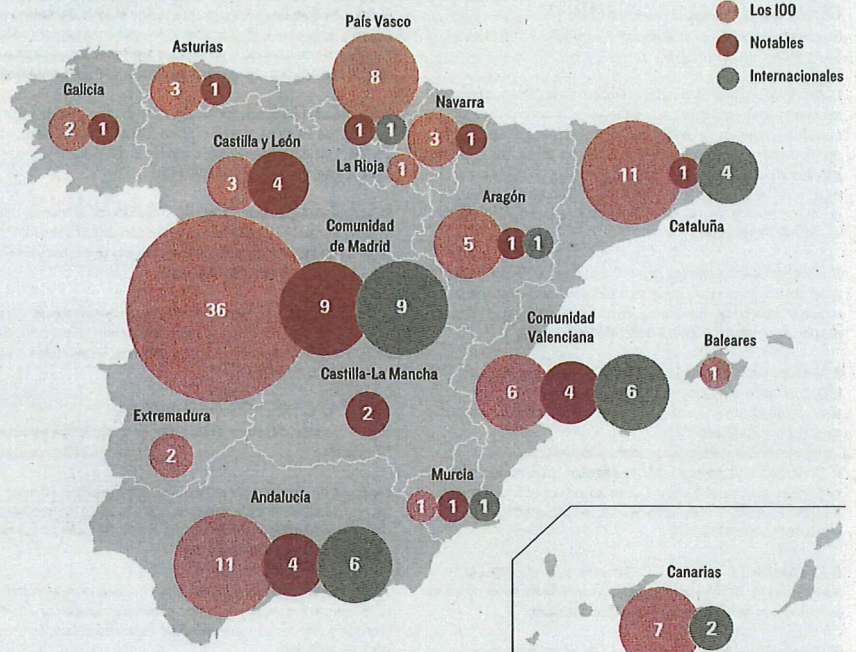 Los 100
Notables
Internacionales
País Vasco
8
1 1
Asturias
3 1
Galicia
2 1
Navarra
3 1
Castilla y León
3 4
La Rioja 1
Cataluña
11 1 4
Aragón
5 1 1
Comunidad
de Madrid
36 9 9
Comunidad
Valenciana
6 4 6
Baleares
1
Castilla-La Mancha
2
Extremadura
2
Murcia
1 1 1
Andalucía
11 4 6
Canarias
7 2